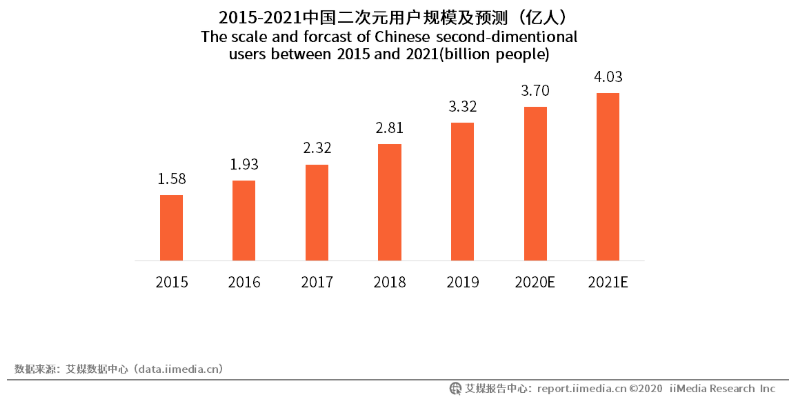 2015-2021中国二次元用户规模及预测（亿人）
The scale and forcast of Chinese second-dimentional
users between 2015 and 2021(billion people)
1.58
1.93
2.32
2.81
3.32
3.70
4.03
2015 2016 2017 2018 2019 2020E 2021E
数据来源：艾媒数据中心（data.iimedia.cn）
艾媒报告中心：report.iimedia.cn ©2020 iiMedia Research Inc